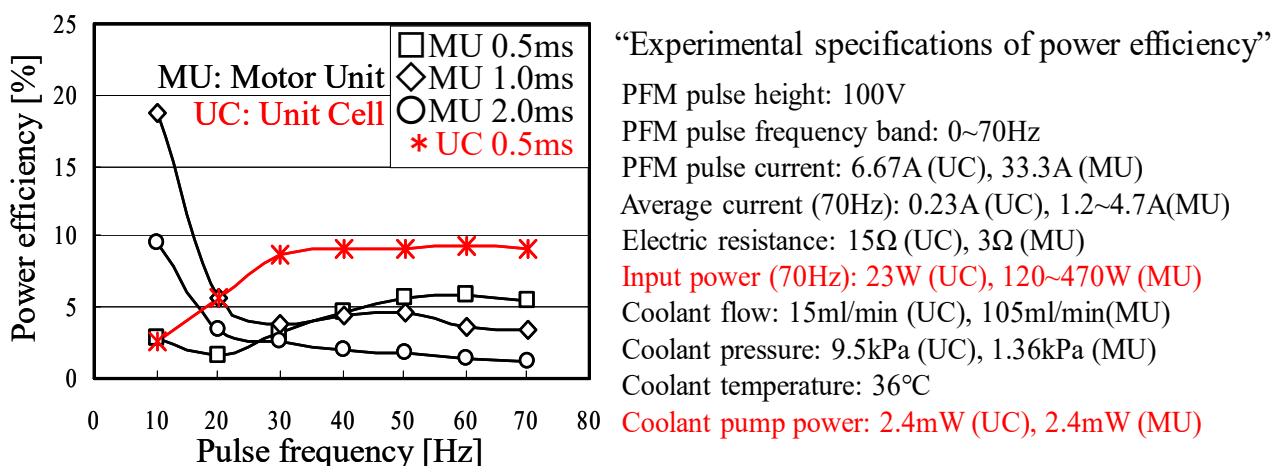 25
20
15
10
5
0
Power efficiency [%]
MU: Motor Unit
UC: Unit Cell
MU 0.5ms
MU 1.0ms
MU 2.0ms
UC 0.5ms
0 10 20 30 40 50 60 70 80
Pulse frequency [Hz]
“Experimental specifications of power efficiency”
PFM pulse height: 100V
PFM pulse frequency band: 0~70Hz
PFM pulse current: 6.67A (UC), 33.3A (MU)
Average current (70Hz): 0.23A (UC), 1.2~4.7A(MU)
Electric resistance: 15Ω (UC), 3Ω (MU)
Input power (70Hz): 23W (UC), 120~470W (MU)
Coolant flow: 15ml/min (UC), 105ml/min(MU)
Coolant pressure: 9.5kPa (UC), 1.36kPa (MU)
Coolant temperature: 36℃
Coolant pump power: 2.4mW (UC), 2.4mW (MU)